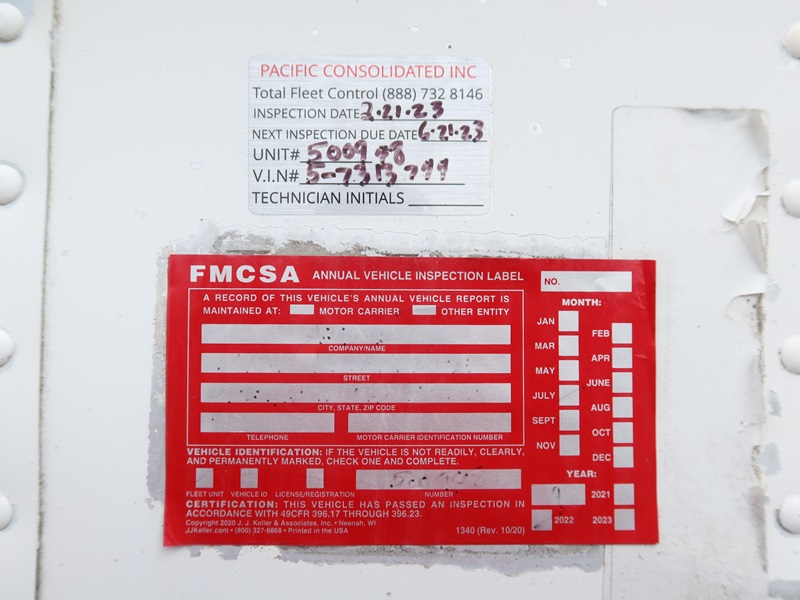 PACIFIC CONSOLIDATED INC
Total Fleet Control (888) 732 8146
INSPECTION DATE 2-21-23
NEXT INSPECTION DUE DATE 6-21-23
UNIT# 5009
V.I.N#
TECHNICIAN INITIALS
FMCSA ANNUAL VEHICLE INSPECTION LABEL
NO.
A RECORD OF THIS VEHICLE'S ANNUAL VEHICLE REPORT IS
MAINTAINED AT: MOTOR CARRIER OTHER ENTITY
COMPANY/NAME
STREET
CITY, STATE, ZIP CODE
TELEPHONE MOTOR CARRIER IDENTIFICATION NUMBER
MONTH:
JAN FEB
MAR APR
MAY JUNE
JULY AUG
SEPT OCT
NOV DEC
VEHICLE IDENTIFICATION: IF THE VEHICLE IS NOT READILY, CLEARLY,
AND PERMANENTLY MARKED, CHECK ONE AND COMPLETE.
FLEET UNIT VEHICLE ID LICENSE/REGISTRATION NUMBER
YEAR:
2021
2022 2023
CERTIFICATION: THIS VEHICLE HAS PASSED AN INSPECTION IN
ACCORDANCE WITH 49CFR 396.17 THROUGH 396.23.
Copyright 2020 J. J. Keller & Associates, Inc. • Neenah, WI
JJKeller.com • (800) 327-6868 • Printed in the USA
1340 (Rev. 10/20)